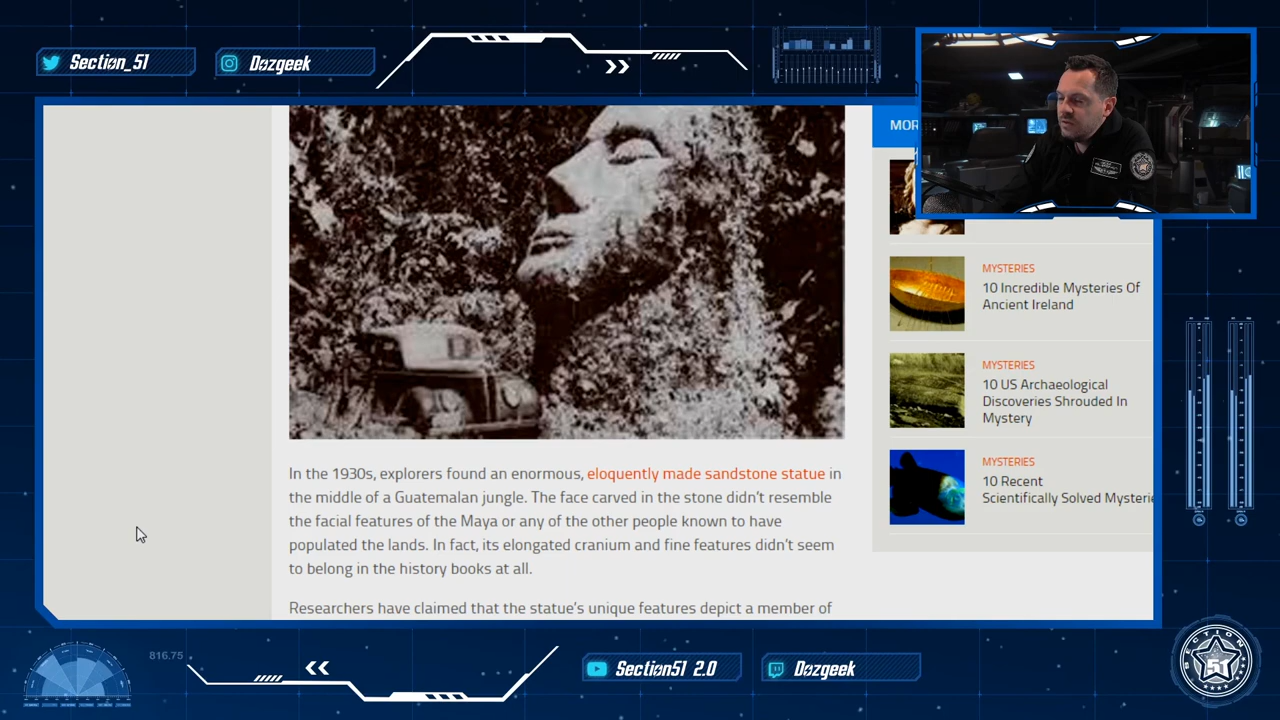 Section_51
Dazgeek
MOR
MYSTERIES
10 Incredible Mysteries Of
Ancient Ireland
MYSTERIES
10 US Archaeological
Discoveries Shrouded In
Mystery
MYSTERIES
10 Recent
Scientifically Solved Mysterie
In the 1930s, explorers found an enormous, eloquently made sandstone statue in
the middle of a Guatemalan jungle. The face carved in the stone didn't resemble
the facial features of the Maya or any of the other people known to have
populated the lands. In fact, its elongated cranium and fine features didn't seem
to belong in the history books at all.
Researchers have claimed that the statue's unique features depict a member of
816.75
Section51 2.0
Dazgeek
SECTION
51